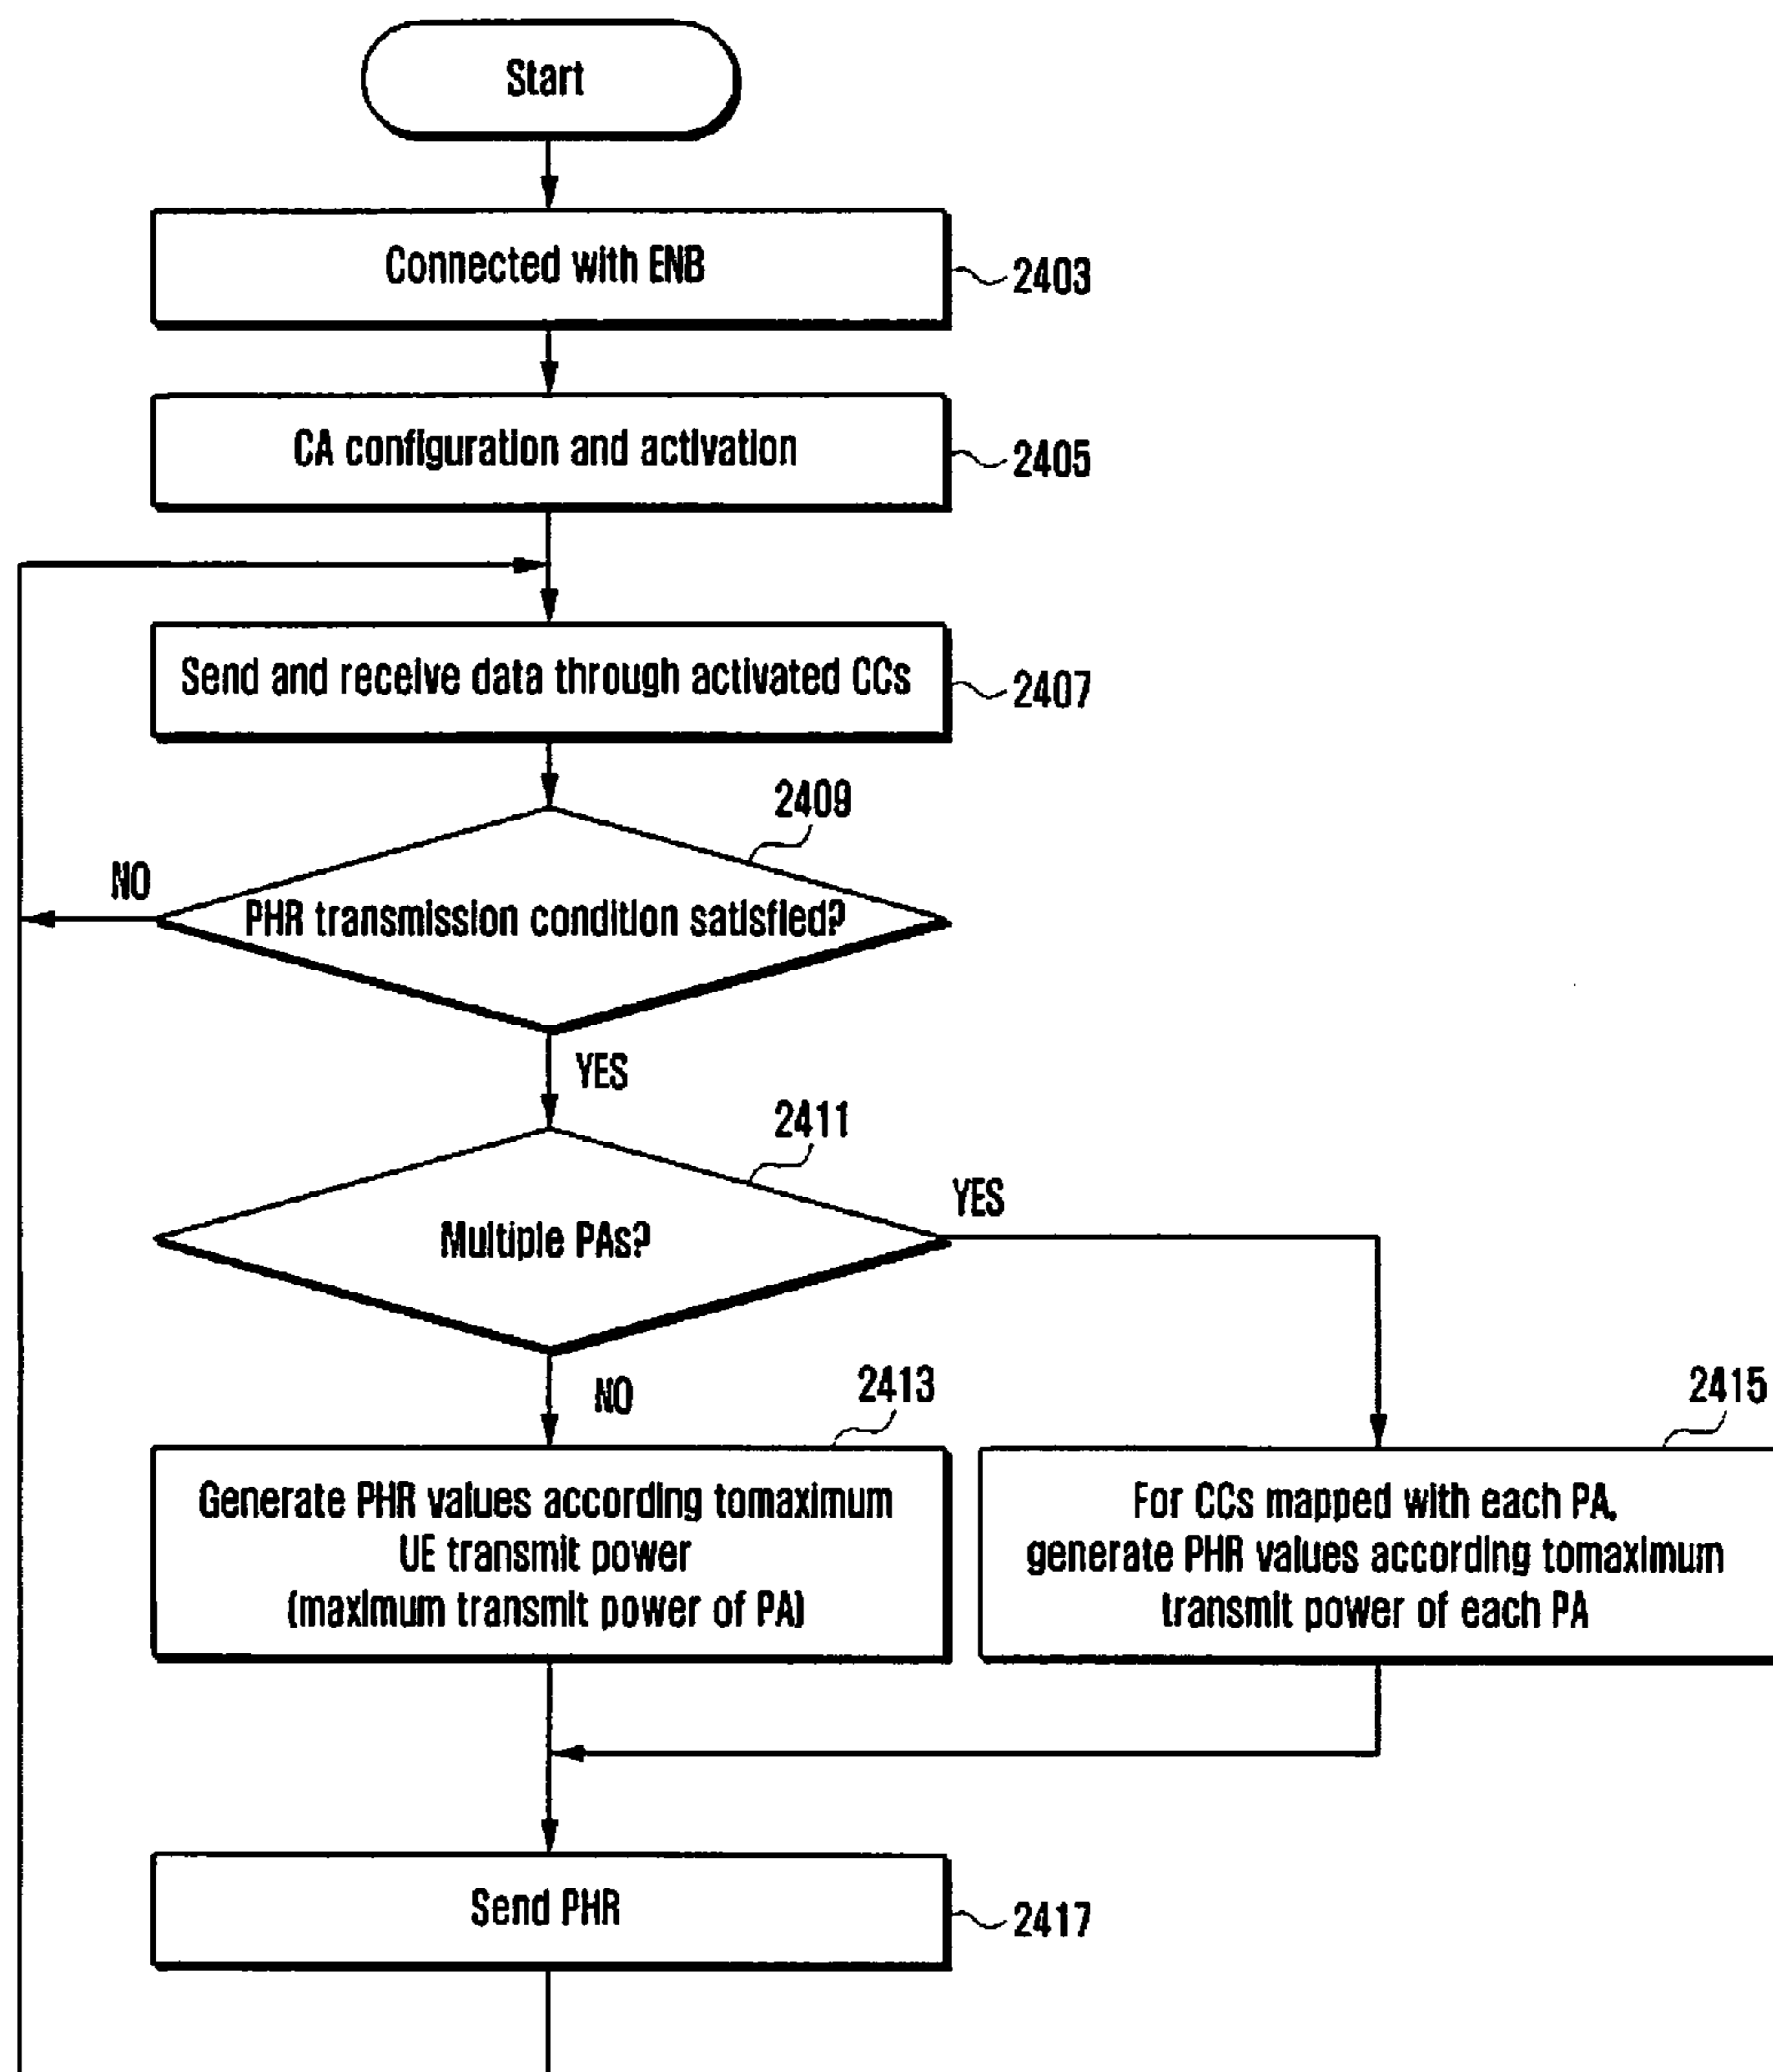 Start
Connected with ENB
2403
CA configuration and activation
2405
Send and receive data through activated CCs
2407
2409
NO
PHR transmission condition satisfied?
YES
2411
YES
Multiple PAs?
NO
2413
2415
Generate PHR values according tomaximum
UE transmit power
(maximum transmit power of PA)
For CCs mapped with each PA,
generate PHR values according tomaximum
transmit power of each PA
Send PHR
2417